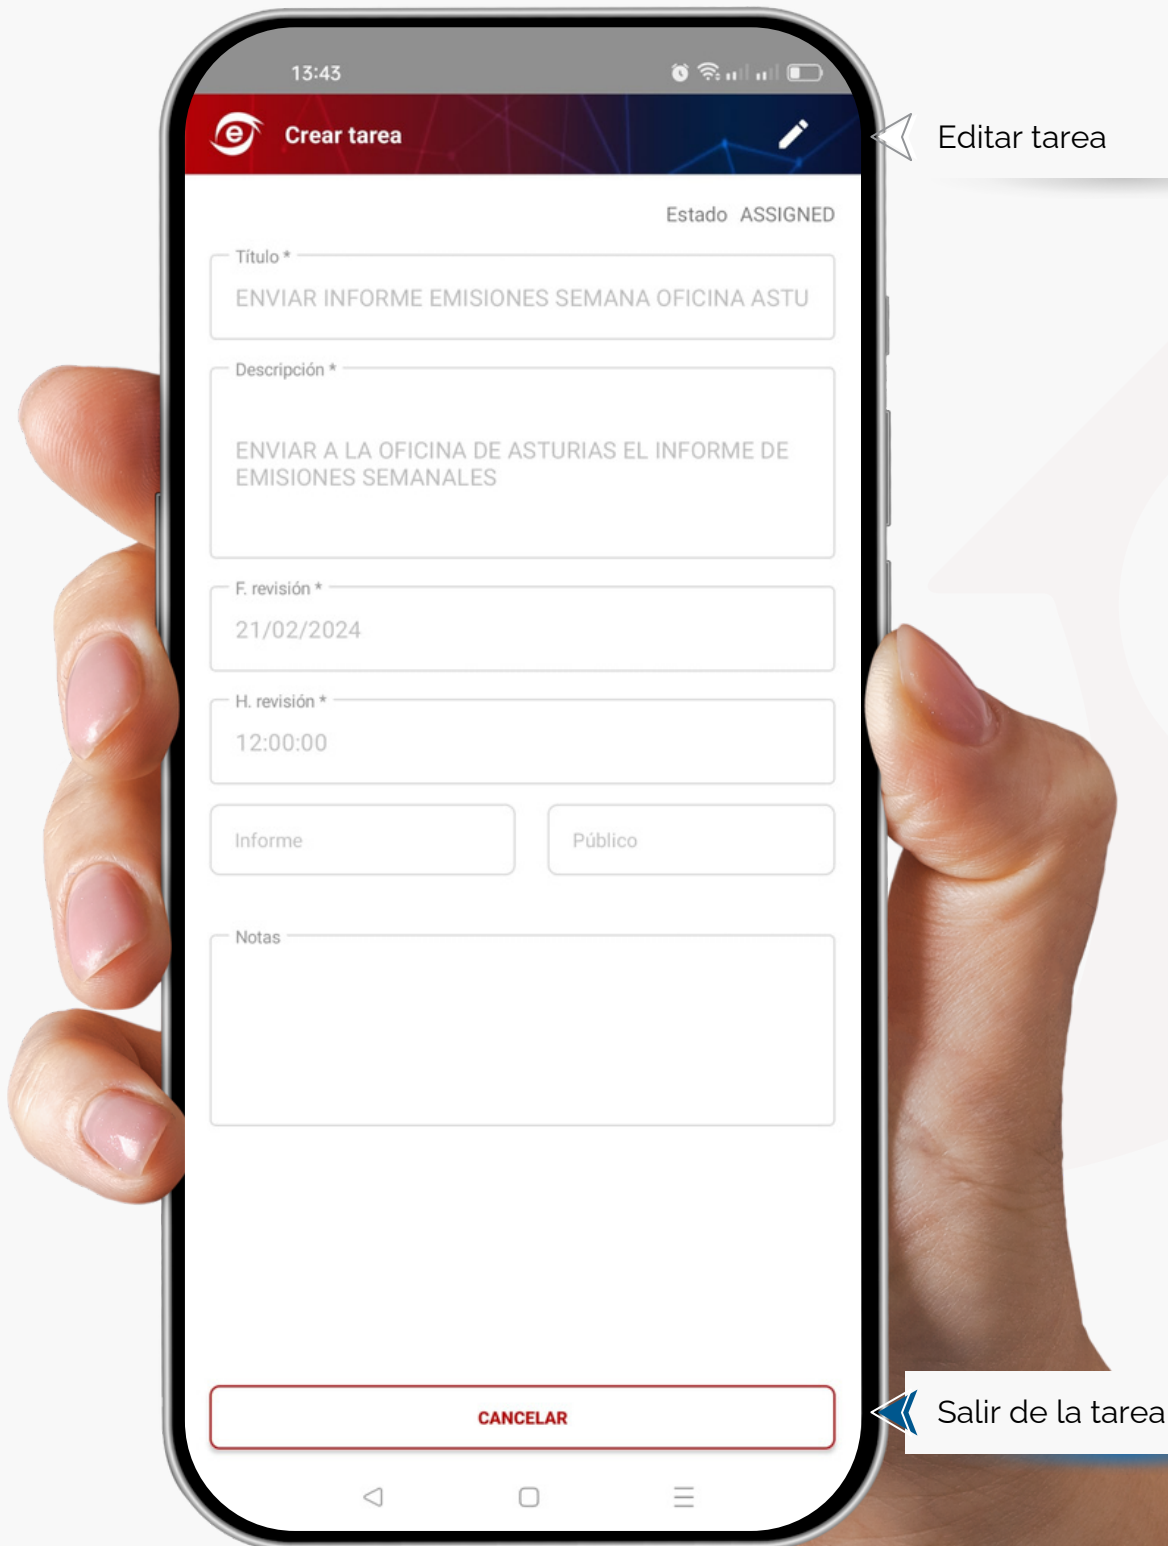 13:43
e
Crear tarea
Editar tarea
Estado ASSIGNED
Título *
ENVIAR INFORME EMISIONES SEMANA OFICINA ASTU
Descripción *
ENVIAR A LA OFICINA DE ASTURIAS EL INFORME DE
EMISIONES SEMANALES
F. revisión *
21/02/2024
H. revisión *
12:00:00
Informe
Público
Notas
CANCELAR
Salir de la tarea